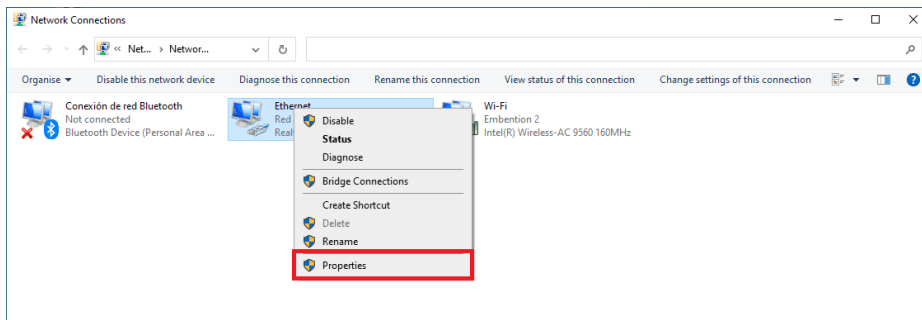 Network Connections
« Net... › Networ...
Organise Disable this network device Diagnose this connection Rename this connection View status of this connection Change settings of this connection
Conexión de red Bluetooth
Not connected
Bluetooth Device (Personal Area ...
Ethernet
Red
Realt
Wi-Fi
Embention 2
Intel(R) Wireless-AC 9560 160MHz
Disable
Status
Diagnose
Bridge Connections
Create Shortcut
Delete
Rename
Properties